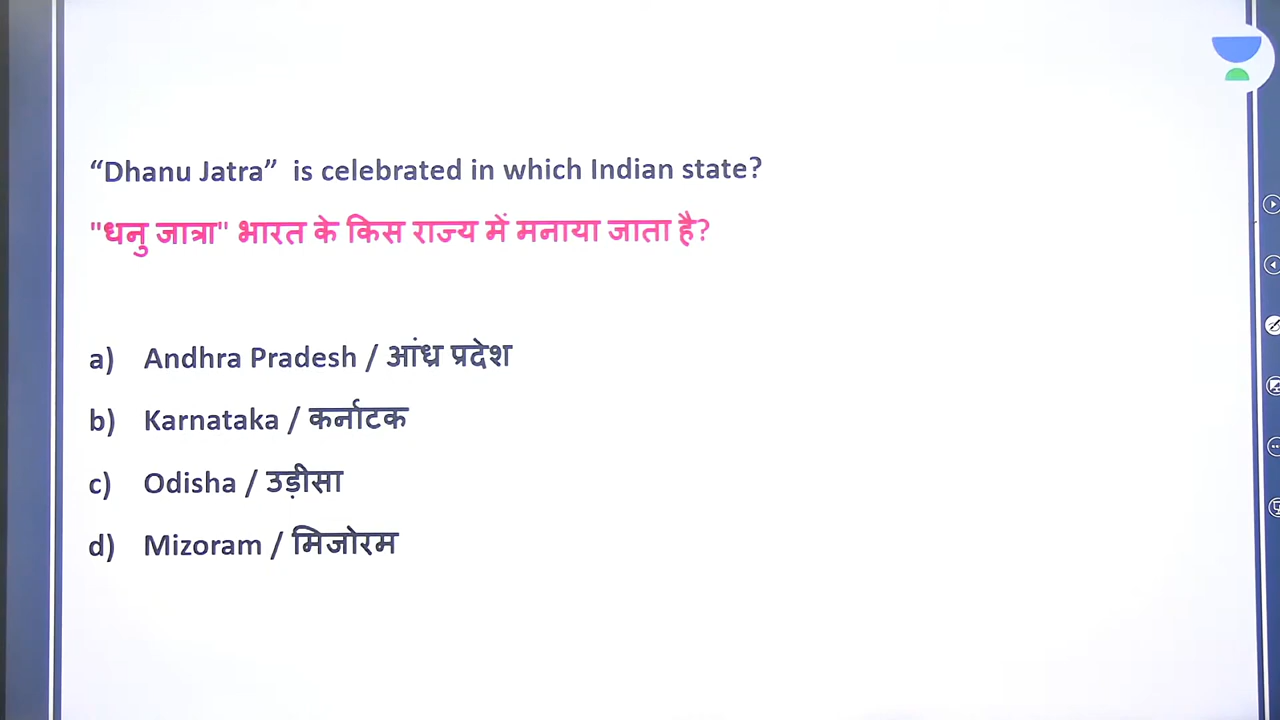 “Dhanu Jatra” is celebrated in which Indian state?
"धनु जात्रा" भारत के किस राज्य में मनाया जाता है?
a) Andhra Pradesh / आंध्र प्रदेश
b) Karnataka / कर्नाटक
c) Odisha / उड़ीसा
d) Mizoram / मिजोरम